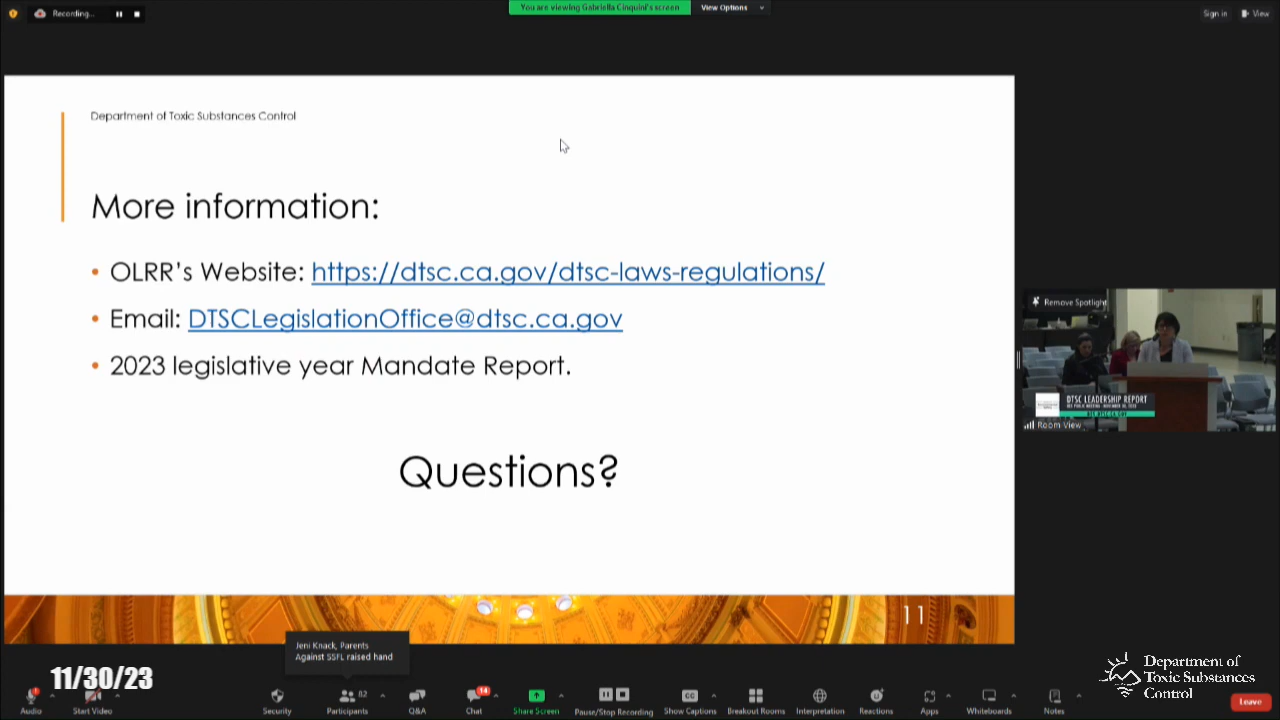 Recording...
You are viewing Gabriella Cinquini's screen
View Options
Sign in
View
Department of Toxic Substances Control
More information:
• OLRR's Website: https://dtsc.ca.gov/dtsc-laws-regulations/
• Email: DTSCLegislationOffice@dtsc.ca.gov
• 2023 legislative year Mandate Report.
Questions?
11
Remove Spotlight
DTSC LEADERSHIP REPORT
Room View
Jeni Knack, Parents
Against SSFL raised hand
11/30/23
Department of
Toxic Substances
Control
Audio
Start Video
Security
82
Participants
Q&A
14
Chat
Share Screen
Pause/Stop Recording
CC
Show Captions
Breakout Rooms
Interpretation
Reactions
Apps
Whiteboards
Notes
Leave